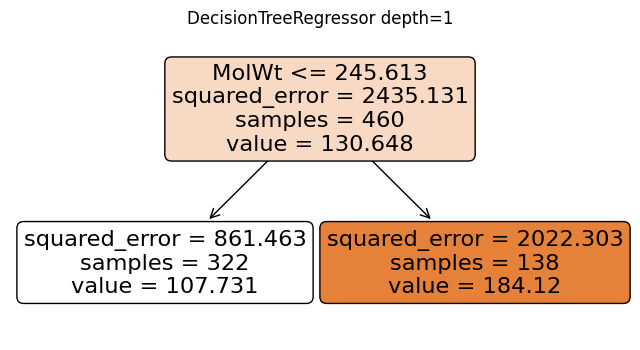 DecisionTreeRegressor depth=1
MolWt <= 245.613
squared_error = 2435.131
samples = 460
value = 130.648
squared_error = 861.463
samples = 322
value = 107.731
squared_error = 2022.303
samples = 138
value = 184.12